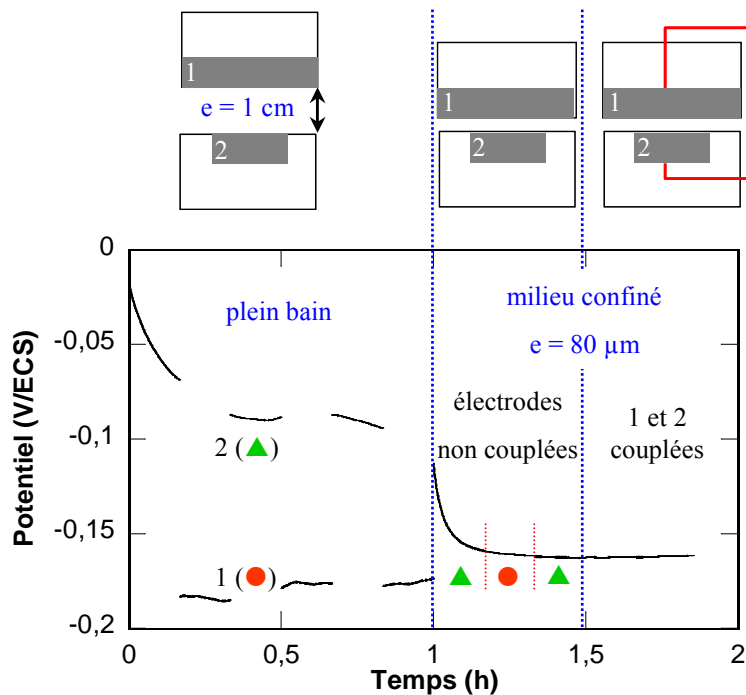 1
e = 1 cm
2
1
2
1
2
0
-0,05
-0,1
-0,15
-0,2
Potentiel (V/ECS)
plein bain
milieu confiné
e = 80 µm
électrodes
non couplées
1 et 2
couplées
2 (▲)
1 (●)
0
0,5
1
1,5
2
Temps (h)